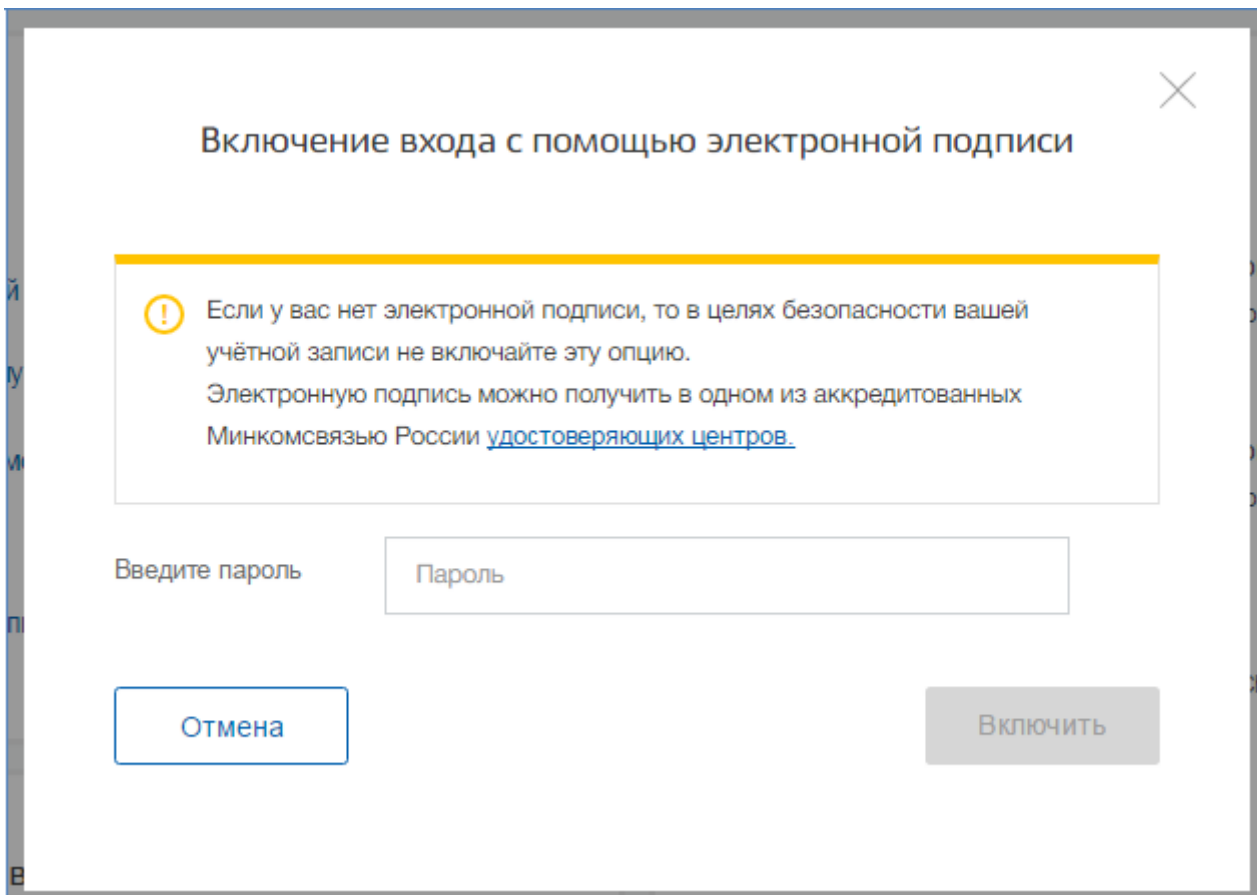 Включение входа с помощью электронной подписи
Если у вас нет электронной подписи, то в целях безопасности вашей
учётной записи не включайте эту опцию.
Электронную подпись можно получить в одном из аккредитованных
Минкомсвязью России удостоверяющих центров.
Введите пароль
Пароль
Отмена
Включить